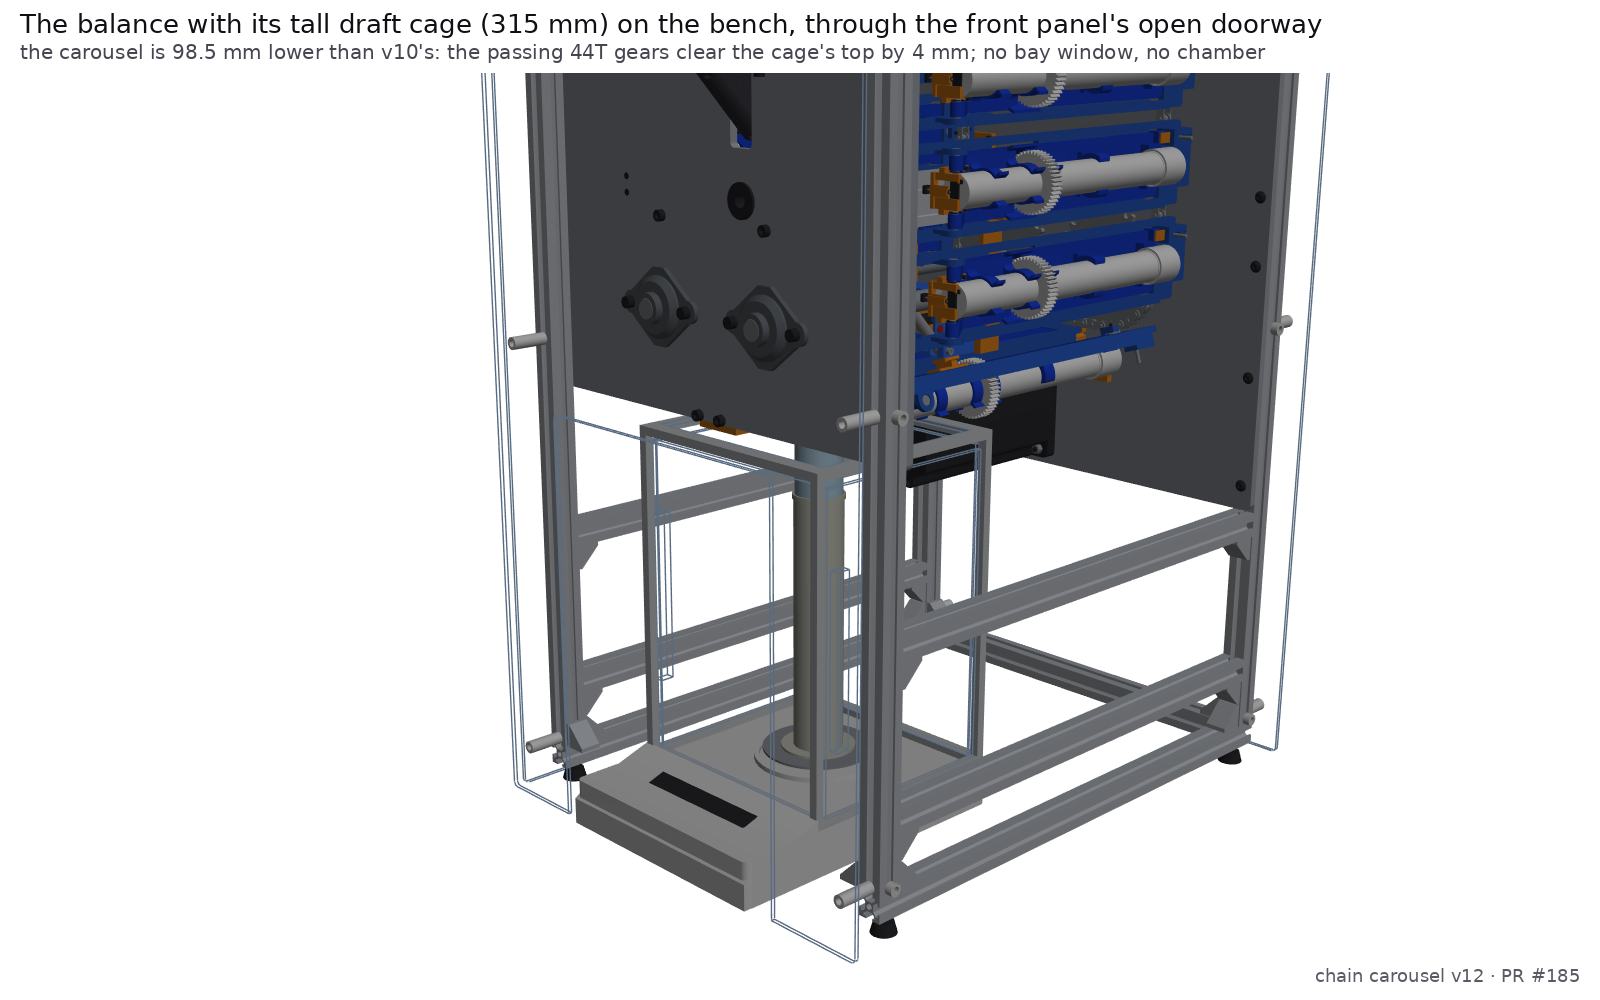 The balance with its tall draft cage (315 mm) on the bench, through the front panel's open doorway
the carousel is 98.5 mm lower than v10's: the passing 44T gears clear the cage's top by 4 mm; no bay window, no chamber
chain carousel v12 · PR #185